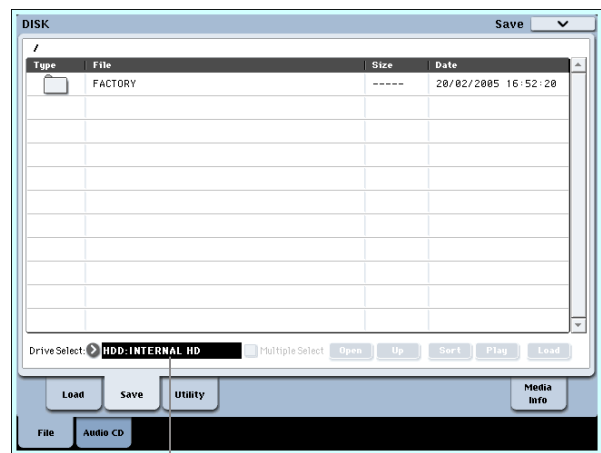 DISK Save
/
Type File Size Date
FACTORY ----- 20/02/2005 16:52:20
Drive Select: HDD:INTERNAL HD Multiple Select Open Up Sort Play Load
Load Save Utility Media Info
File Audio CD